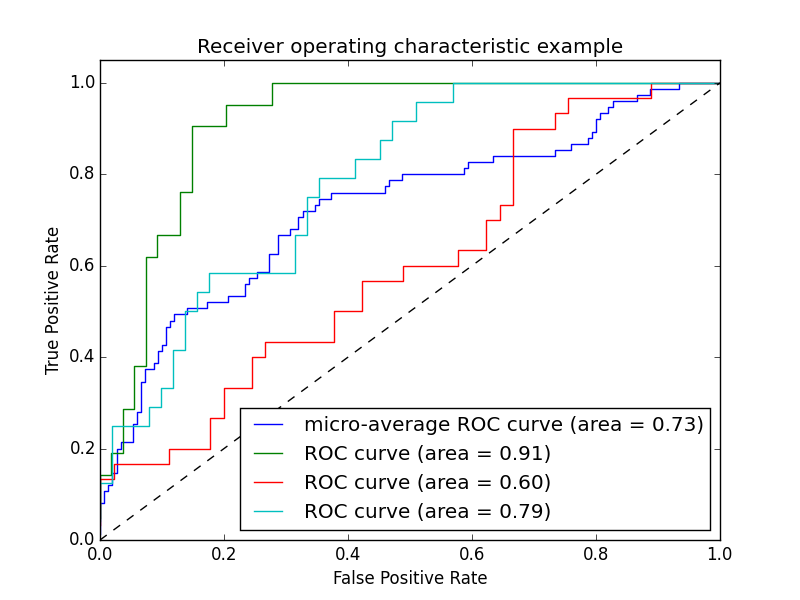 Receiver operating characteristic example
True Positive Rate
1.0
0.8
0.6
0.4
0.2
0.0
micro-average ROC curve (area = 0.73)
ROC curve (area = 0.91)
ROC curve (area = 0.60)
ROC curve (area = 0.79)
0.0 0.2 0.4 0.6 0.8 1.0
False Positive Rate